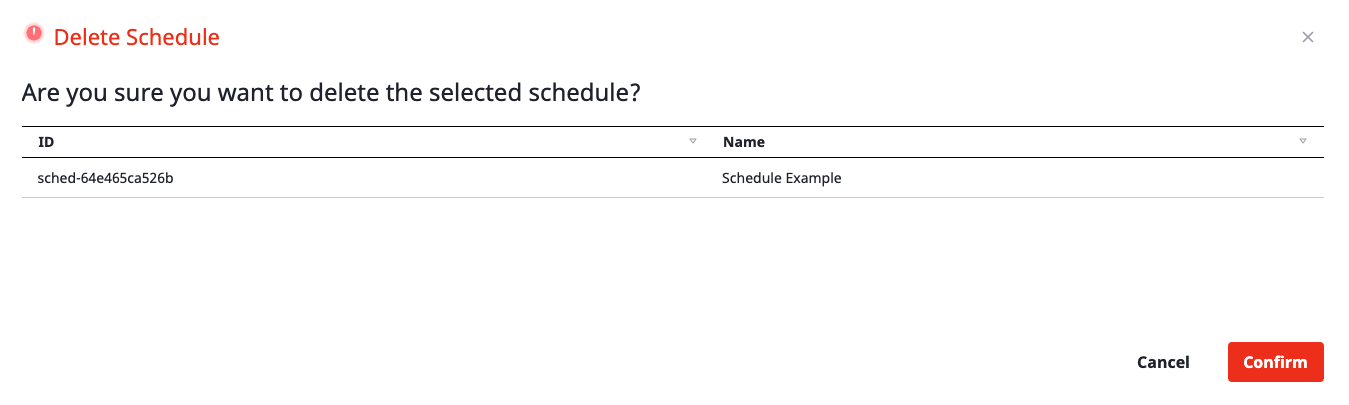 Delete Schedule
Are you sure you want to delete the selected schedule?
ID Name
sched-64e465ca526b Schedule Example
Cancel Confirm